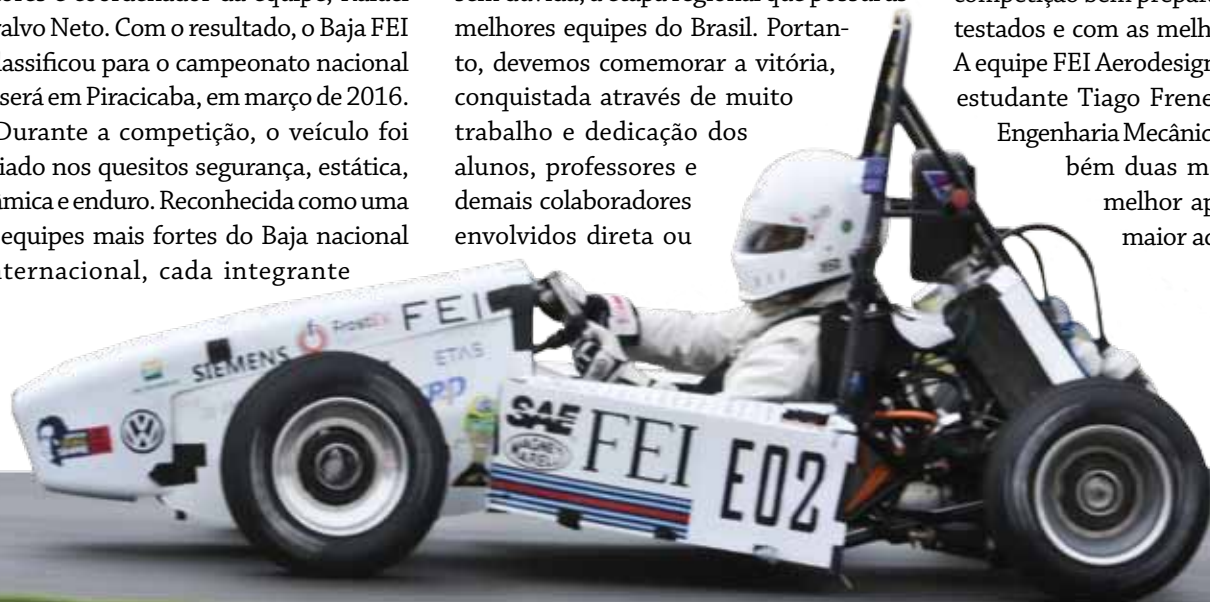 alvo Neto. Com o resultado, o Baja FEI
lassificou para o campeonato nacional
será em Piracicaba, em março de 2016.
Durante a competição, o veículo foi
iado nos quesitos segurança, estática,
âmica e enduro. Reconhecida como uma
equipes mais fortes do Baja nacional
nternacional, cada integrante
melhores equipes do Brasil. Portan-
to, devemos comemorar a vitória,
conquistada através de muito
trabalho e dedicação dos
alunos, professores e
demais colaboradores
envolvidos direta ou
testados e com as melh
A equipe FEI Aerodesign
estudante Tiago Frene
Engenharia Mecânic
bém duas m
melhor ap
maior ac
FEI
SIEMENS
ETAS
SAE
MAGNETI
MARELLI
FEI
E02